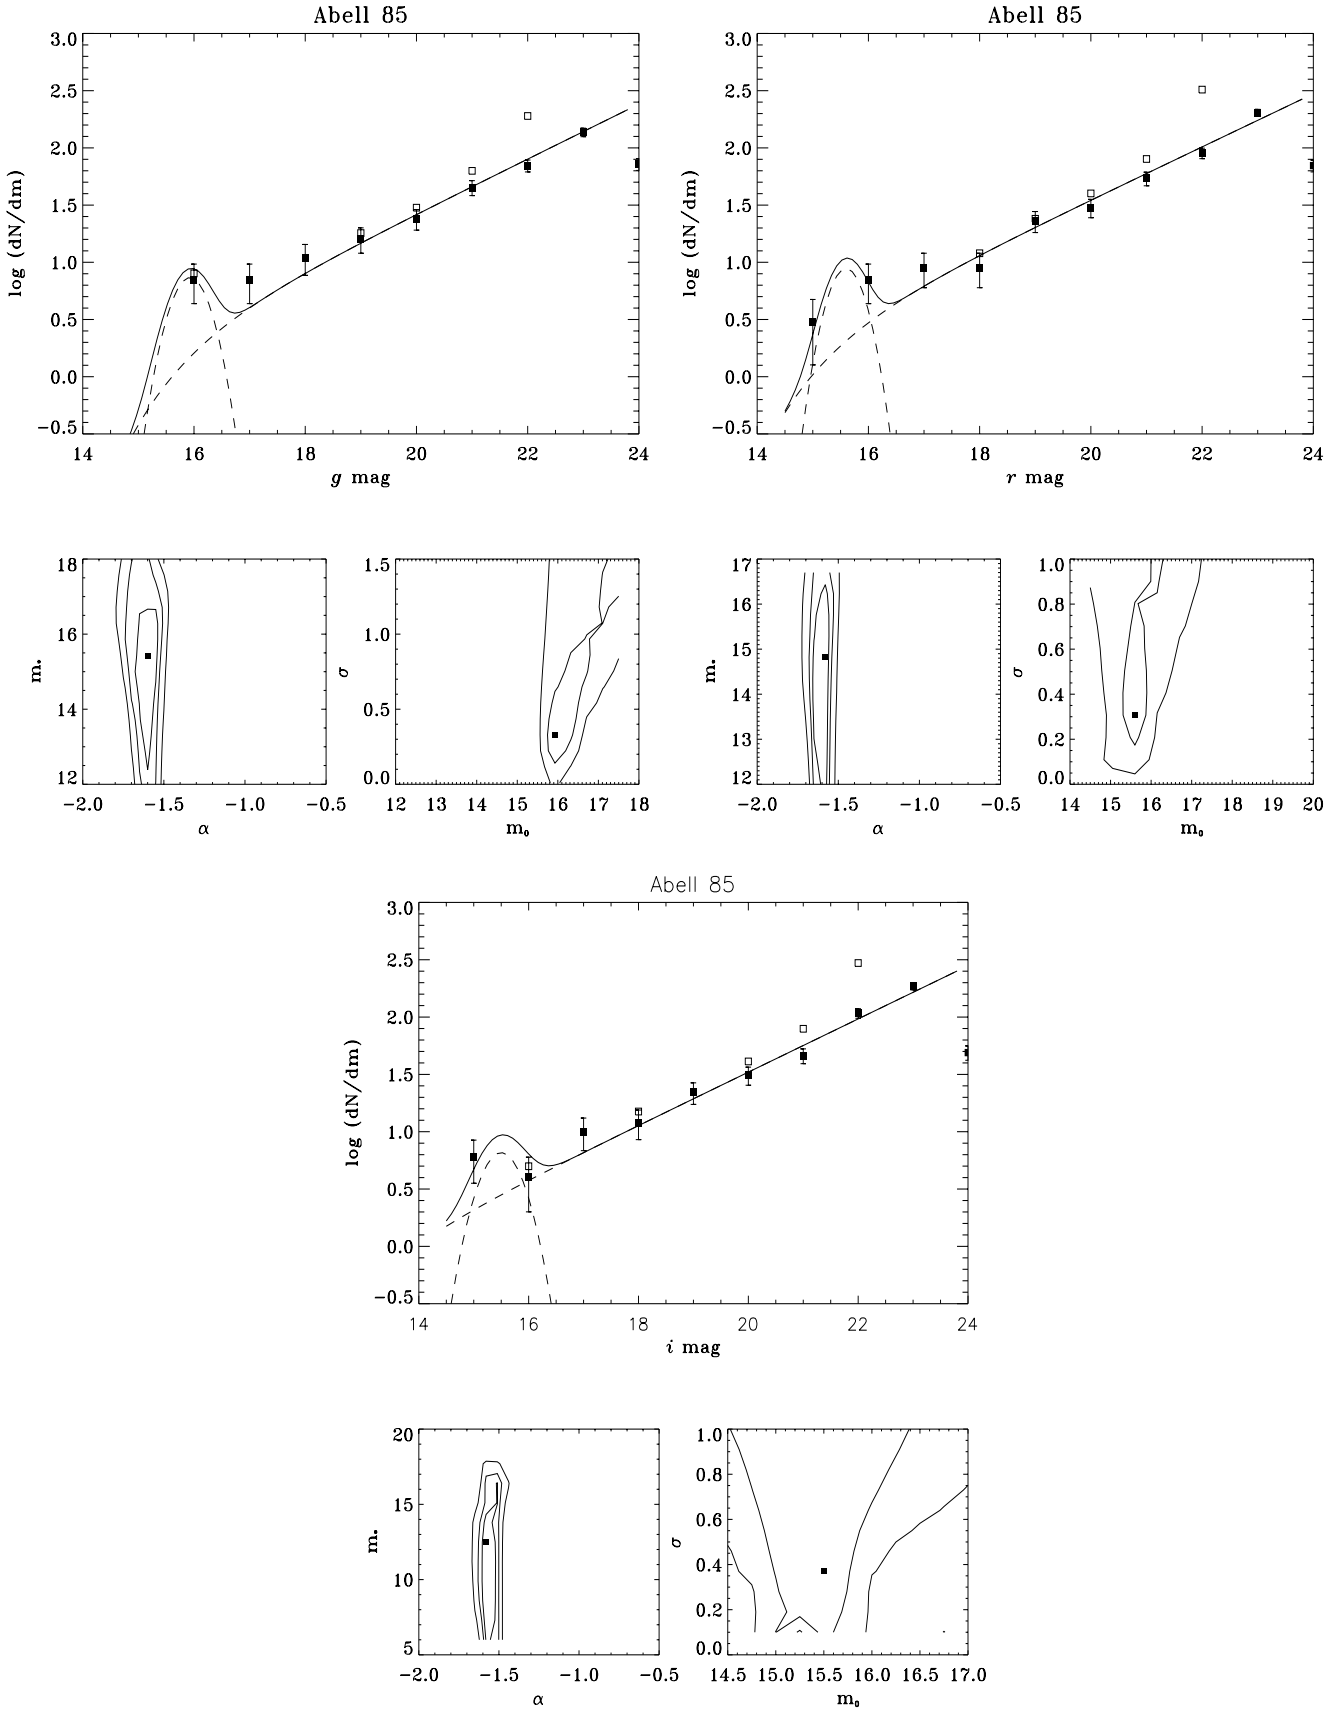 Abell 85
3.0
2.5
2.0
1.5
1.0
0.5
0.0
−0.5
log (dN/dm)
14 16 18 20 22 24
g mag
Abell 85
3.0
2.5
2.0
1.5
1.0
0.5
0.0
−0.5
log (dN/dm)
14 16 18 20 22 24
r mag
18
16
14
12
m*
−2.0 −1.5 −1.0 −0.5
α
1.5
1.0
0.5
0.0
σ
12 13 14 15 16 17 18
m₀
17
16
15
14
13
12
m*
−2.0 −1.5 −1.0 −0.5
α
1.0
0.8
0.6
0.4
0.2
0.0
σ
14 15 16 17 18 19 20
m₀
Abell 85
3.0
2.5
2.0
1.5
1.0
0.5
0.0
−0.5
log (dN/dm)
14 16 18 20 22 24
i mag
20
15
10
5
m*
−2.0 −1.5 −1.0 −0.5
α
1.0
0.8
0.6
0.4
0.2
0.0
σ
14.5 15.0 15.5 16.0 16.5 17.0
m₀